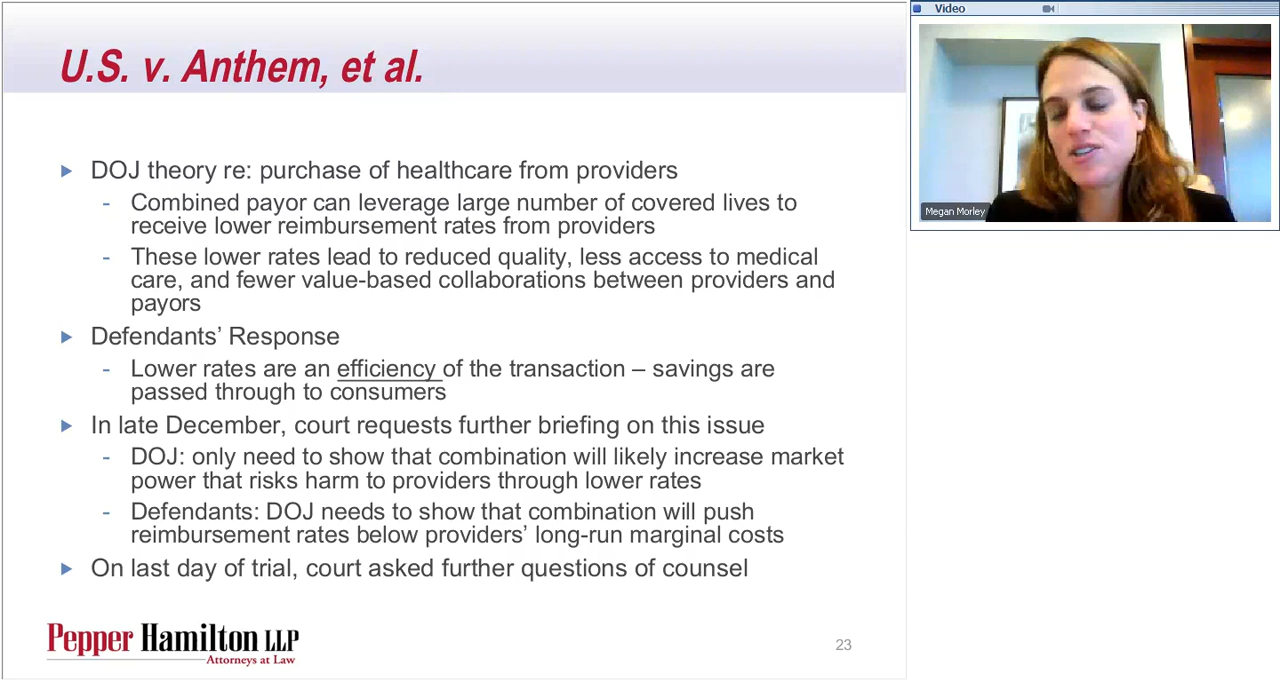 U.S. v. Anthem, et al.
DOJ theory re: purchase of healthcare from providers
- Combined payor can leverage large number of covered lives to
receive lower reimbursement rates from providers
- These lower rates lead to reduced quality, less access to medical
care, and fewer value-based collaborations between providers and
payors
Defendants’ Response
- Lower rates are an efficiency of the transaction – savings are
passed through to consumers
In late December, court requests further briefing on this issue
- DOJ: only need to show that combination will likely increase market
power that risks harm to providers through lower rates
- Defendants: DOJ needs to show that combination will push
reimbursement rates below providers’ long-run marginal costs
On last day of trial, court asked further questions of counsel
Pepper Hamilton LLP
Attorneys at Law
23
Video
Megan Morley